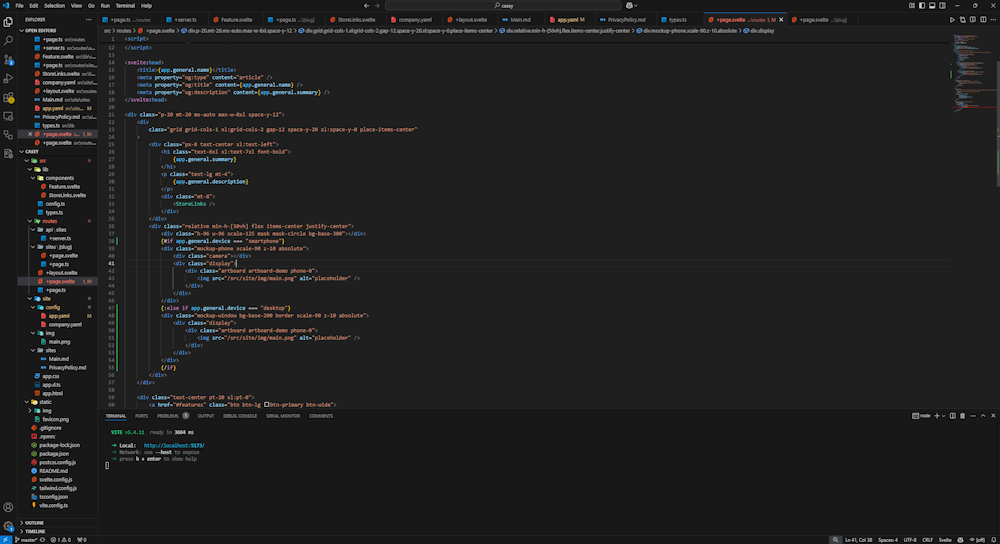 File Edit Selection View Go Run Terminal Help
casey
EXPLORER
OPEN EDITORS
+page.ts src\routes
+server.ts src\routes\a...
Feature.svelte src\li...
+page.svelte src\rout...
+page.ts src\routes\s...
StoreLinks.svelte src...
company.yaml src\sit...
+layout.svelte src\ro...
Main.md src\site\sites
app.yaml src\site... M
PrivacyPolicy.md src...
types.ts src\lib
+page.svelte s... 1, M
+page.svelte src\rout...
CASEY
src
lib
components
Feature.svelte
StoreLinks.svelte
config.ts
types.ts
routes
api\sites
+server.ts
sites\[slug]
+page.svelte
+page.ts
+layout.svelte
+page.svelte 1, M
+page.ts
site
config
app.yaml M
company.yaml
img
main.png
sites
Main.md
PrivacyPolicy.md
app.css
app.d.ts
app.html
static
img
favicon.png
.gitignore
.npmrc
package-lock.json
package.json
postcss.config.js
README.md
svelte.config.js
tailwind.config.js
tsconfig.json
vite.config.ts
OUTLINE
TIMELINE
+page.ts ...\routes
+server.ts
Feature.svelte
+page.ts ...\[slug]
StoreLinks.svelte
company.yaml
+layout.svelte
Main.md
app.yaml M
PrivacyPolicy.md
types.ts
+page.svelte ...\routes 1, M
+page.svelte ...\[slug]
src > routes > +page.svelte > div.p-20.mt-20.mx-auto.max-w-8xl.space-y-12 > div.grid.grid-cols-1.xl:grid-cols-2.gap-12.space-y-20.xl:space-y-0.place-items-center > div.relative.min-h-[50vh].flex.items-center.justify-center > div.mockup-phone.scale-90.z-10.absolute > div.display
<script>
</script>
<svelte:head>
<title>{app.general.name}</title>
<meta property="og:type" content="article" />
<meta property="og:title" content={app.general.name} />
<meta property="og:description" content={app.general.summary} />
</svelte:head>
<div class="p-20 mt-20 mx-auto max-w-8xl space-y-12">
<div
class="grid grid-cols-1 xl:grid-cols-2 gap-12 space-y-20 xl:space-y-0 place-items-center"
>
<div class="px-8 text-center xl:text-left">
<h1 class="text-6xl xl:text-7xl font-bold">
{app.general.summary}
</h1>
<p class="text-lg mt-4">
{app.general.description}
</p>
<div class="mt-8">
<StoreLinks />
</div>
</div>
<div class="relative min-h-[50vh] flex items-center justify-center">
<div class="h-96 w-96 scale-125 mask mask-circle bg-base-300"></div>
{#if app.general.device === "smartphone"}
<div class="mockup-phone scale-90 z-10 absolute">
<div class="camera"></div>
<div class="display">
<div class="artboard artboard-demo phone-0">
<img src="/src/site/img/main.png" alt="placeholder" />
</div>
</div>
</div>
{:else if app.general.device === "desktop"}
<div class="mockup-window bg-base-200 border scale-90 z-10 absolute">
<div class="display">
<div class="artboard artboard-demo phone-0">
<img src="/src/site/img/main.png" alt="placeholder" />
</div>
</div>
</div>
{/if}
</div>
</div>
<div class="text-center pt-20 xl:pt-0">
<a href="#features" class="btn btn-lg btn-primary btn-wide">
TERMINAL PORTS PROBLEMS OUTPUT DEBUG CONSOLE SERIAL MONITOR COMMENTS
node
VITE v5.4.11 ready in 3004 ms
➜ Local: http://localhost:5173/
➜ Network: use --host to expose
➜ press h + enter to show help
master* 1 0 0
Ln 41, Col 38 Spaces: 4 UTF-8 CRLF Svelte [off]